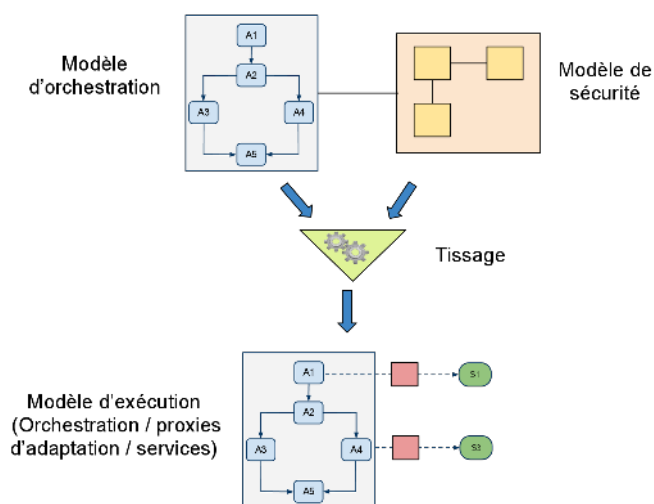 Modèle
d'orchestration
A1
A2
A3
A4
A5
Modèle de
sécurité
Tissage
Modèle d'exécution
(Orchestration / proxies
d'adaptation / services)
A1
A2
A3
A4
A5
S1
S3